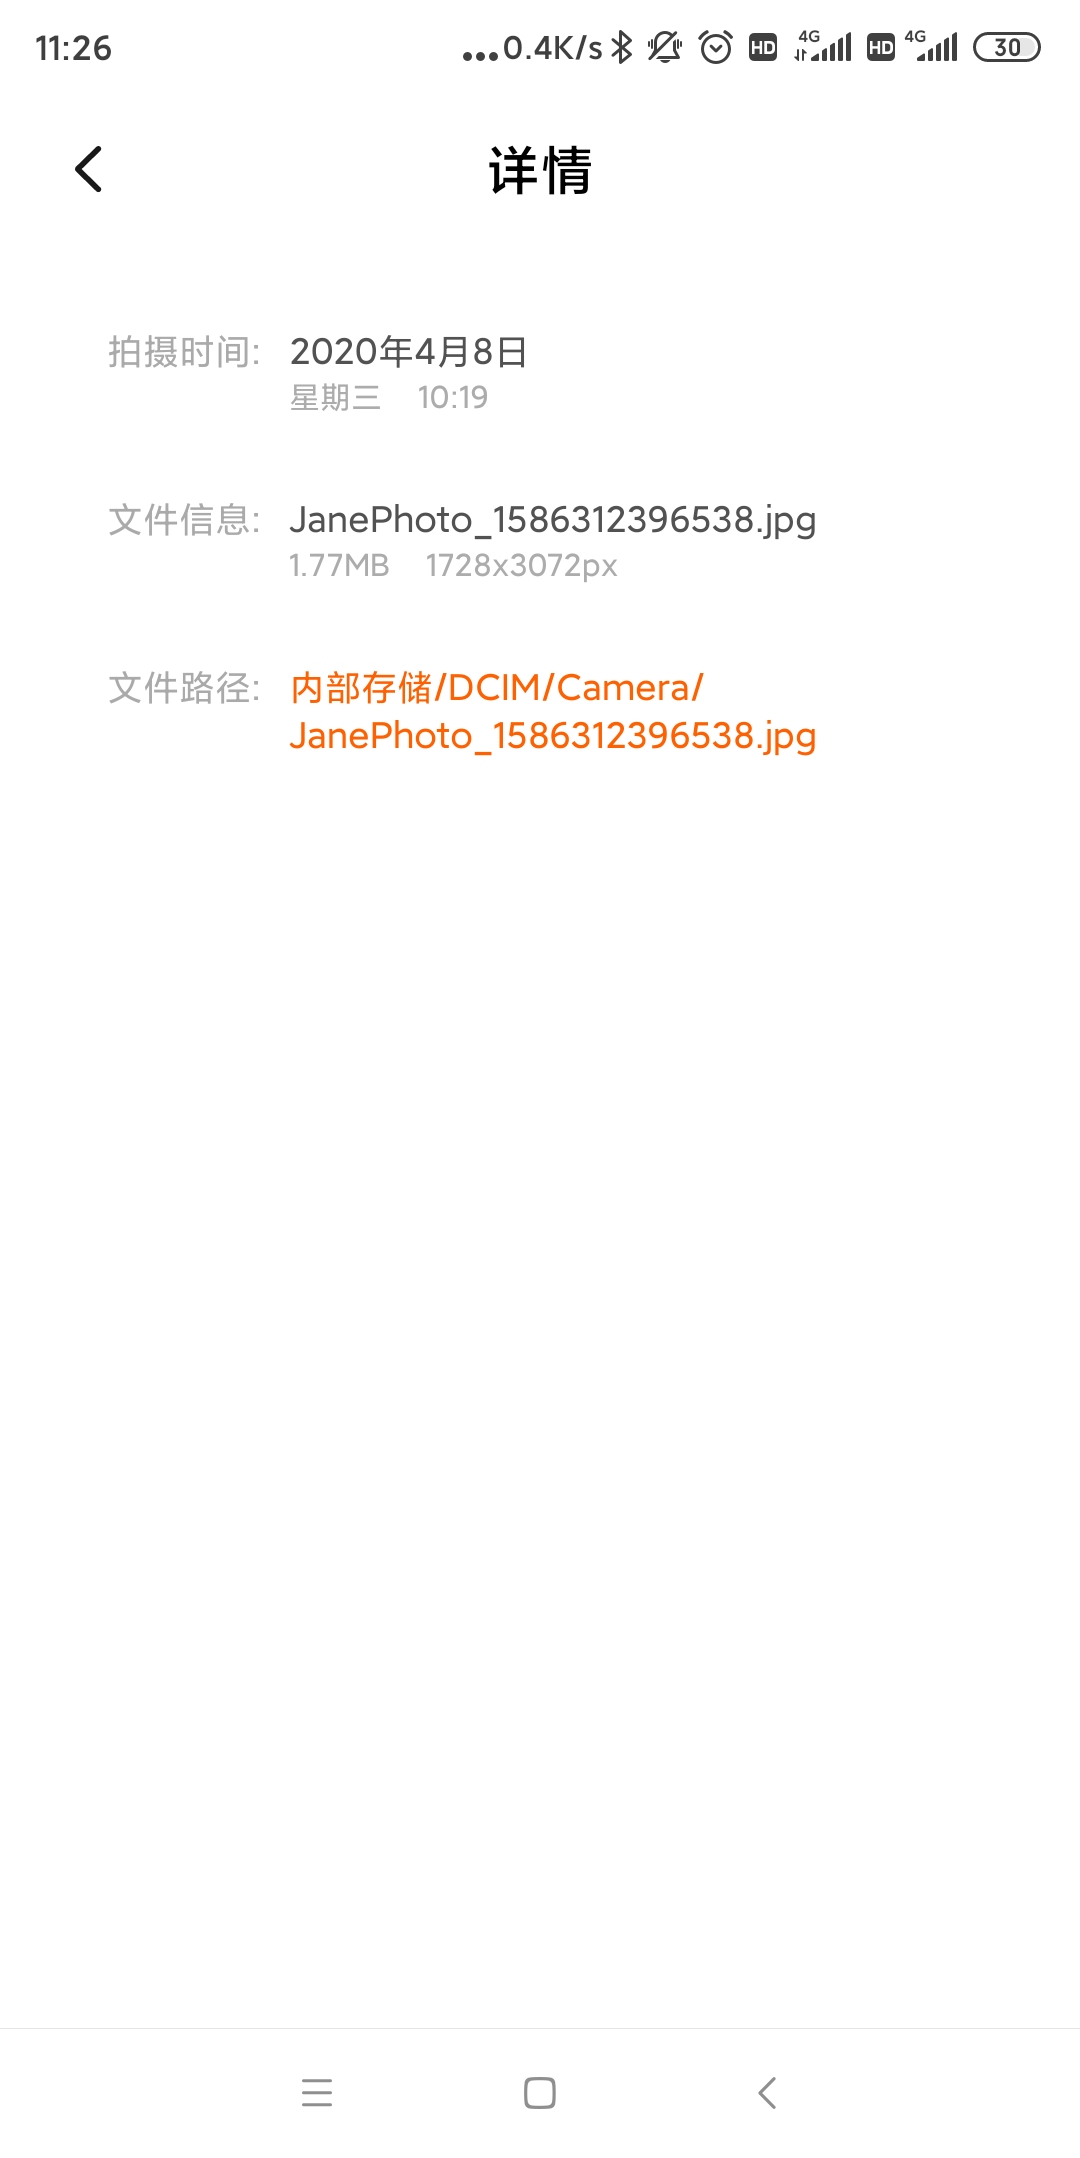 11:26
...0.4K/s HD 4G HD 4G 30
详情
拍摄时间: 2020年4月8日
星期三 10:19
文件信息: JanePhoto_1586312396538.jpg
1.77MB 1728x3072px
文件路径: 内部存储/DCIM/Camera/
JanePhoto_1586312396538.jpg